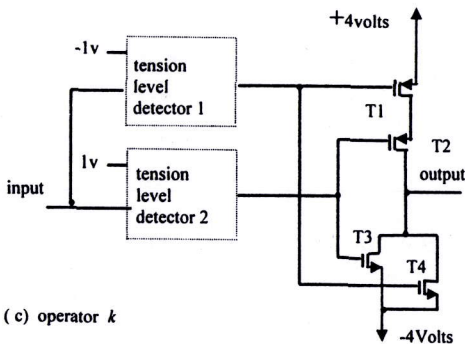 +4volts
-1v
tension
level
detector 1
T1
T2
1v
tension
level
detector 2
input
output
T3
T4
( c) operator k
-4Volts